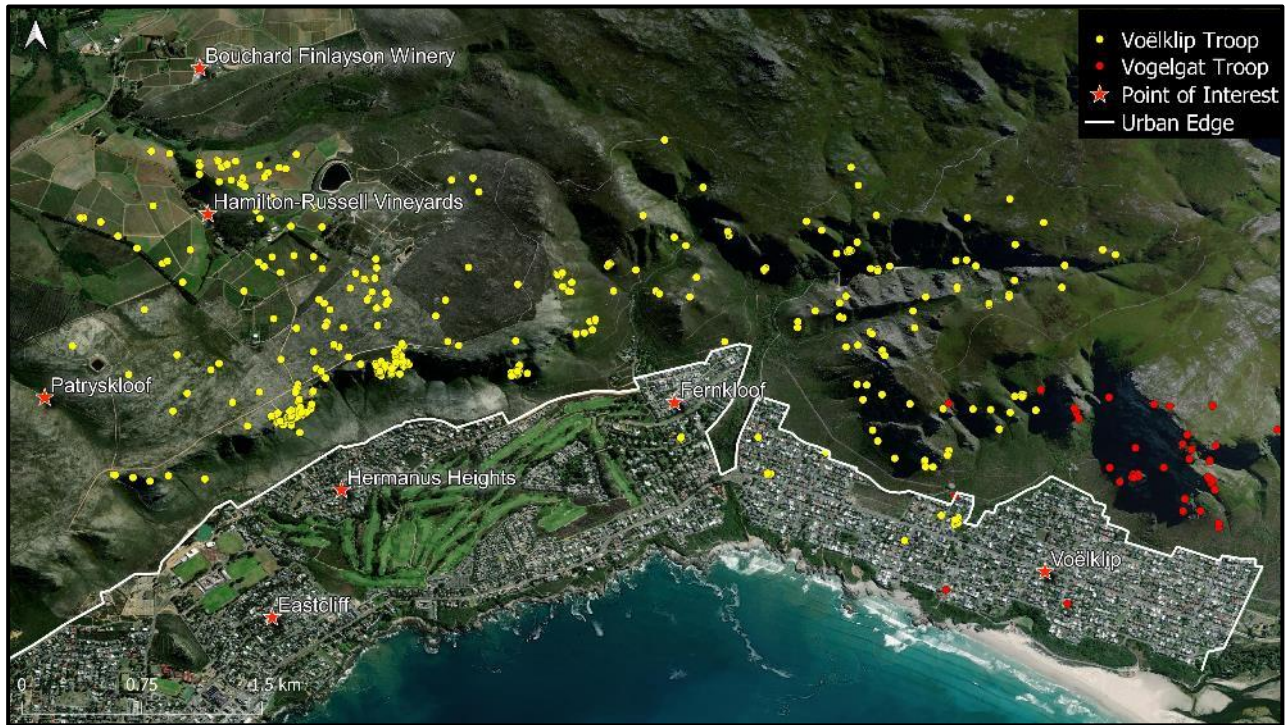 Bouchard Finlayson Winery
Voëlklip Troop
Vogelgat Troop
Point of Interest
Urban Edge
Hamilton-Russell Vineyards
Patryskloof
Fernkloof
Hermanus Heights
Voëlklip
Eastcliff
0 0.75 1.5 km